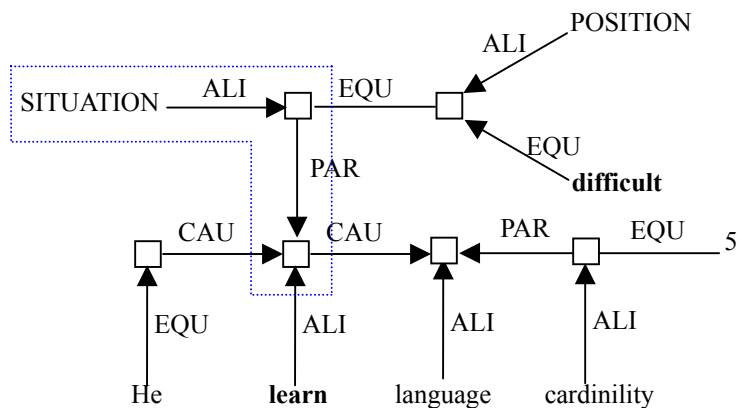 POSITION
ALI
SITUATION ALI EQU
EQU
difficult
PAR
CAU CAU PAR EQU 5
EQU ALI ALI ALI
He learn language cardinility